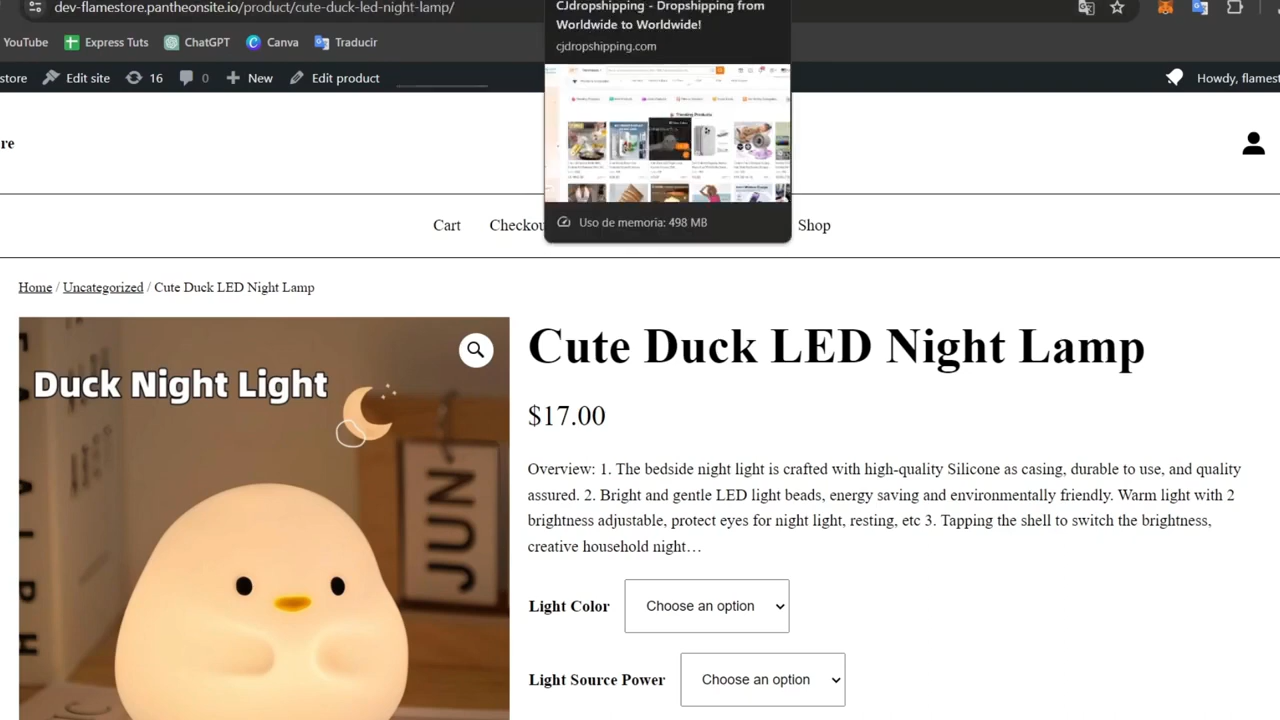 dev-flamestore.pantheonsite.io/product/cute-duck-led-night-lamp/
CJdropshipping - Dropshipping from
Worldwide to Worldwide!
cjdropshipping.com
YouTube
Express Tuts
ChatGPT
Canva
Traducir
store
Edit site
16
0
New
Edit product
Howdy, flamest
re
Trending Products
Uso de memoria: 498 MB
Cart
Checkou
Shop
Home / Uncategorized / Cute Duck LED Night Lamp
Duck Night Light
JUN
Cute Duck LED Night Lamp
$17.00
Overview: 1. The bedside night light is crafted with high-quality Silicone as casing, durable to use, and quality
assured. 2. Bright and gentle LED light beads, energy saving and environmentally friendly. Warm light with 2
brightness adjustable, protect eyes for night light, resting, etc 3. Tapping the shell to switch the brightness,
creative household night…
Light Color
Choose an option
Light Source Power
Choose an option